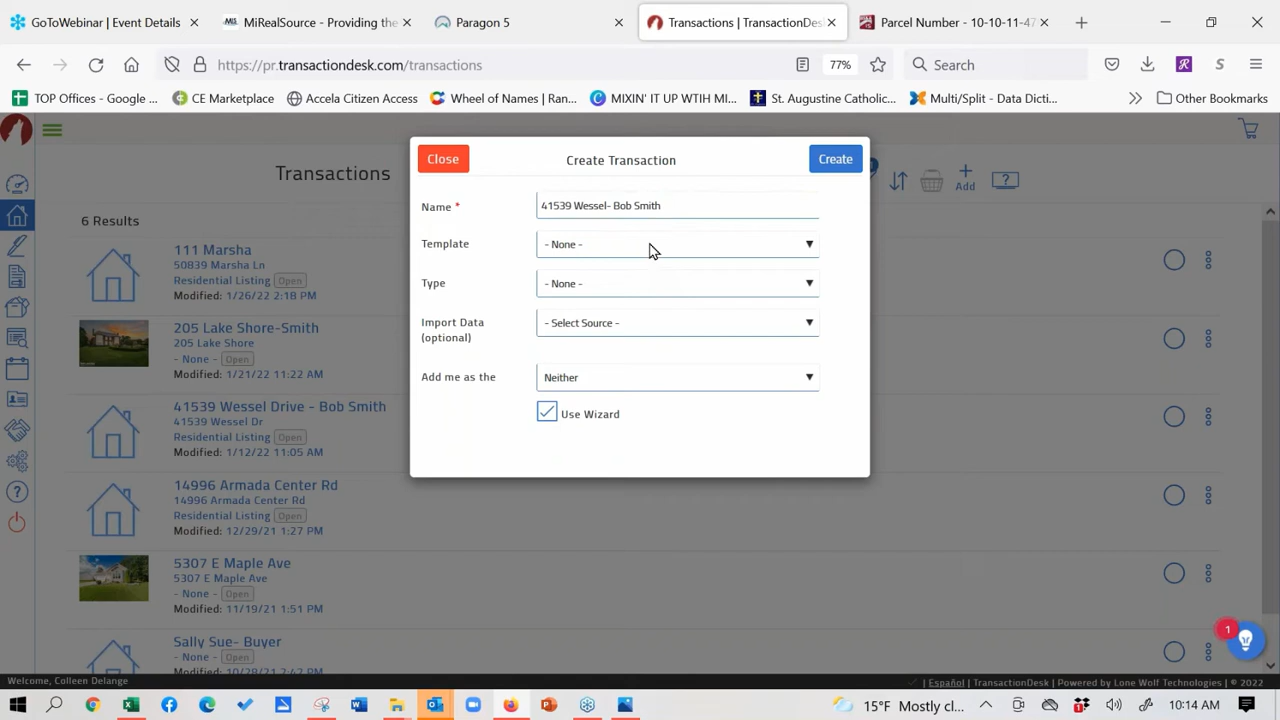 GoToWebinar | Event Details
MiRealSource - Providing the
Paragon 5
Transactions | TransactionDes
Parcel Number - 10-10-11-47
https://pr.transactiondesk.com/transactions
77%
Search
TOP Offices - Google ...
CE Marketplace
Accela Citizen Access
Wheel of Names | Ran...
MIXIN' IT UP WTIH MI...
St. Augustine Catholic...
Multi/Split - Data Dicti...
Other Bookmarks
Transactions
Add
6 Results
111 Marsha
50839 Marsha Ln
Residential Listing Open
Modified: 1/26/22 2:18 PM
205 Lake Shore-Smith
205 Lake Shore
- None - Open
Modified: 1/21/22 11:22 AM
41539 Wessel Drive - Bob Smith
41539 Wessel Dr
Residential Listing Open
Modified: 1/12/22 11:05 AM
14996 Armada Center Rd
14996 Armada Center Rd
Residential Listing Open
Modified: 12/29/21 1:27 PM
5307 E Maple Ave
5307 E Maple Ave
- None - Open
Modified: 11/19/21 1:51 PM
Sally Sue- Buyer
- None - Open
Modified: 10/28/21 2:42 PM
Close
Create Transaction
Create
Name * 41539 Wessel- Bob Smith
Template - None -
Type - None -
Import Data - Select Source -
(optional)
Add me as the Neither
Use Wizard
1
Welcome, Colleen Delange
| Español | TransactionDesk | Powered by Lone Wolf Technologies | © 2022
15°F Mostly cl...
10:14 AM